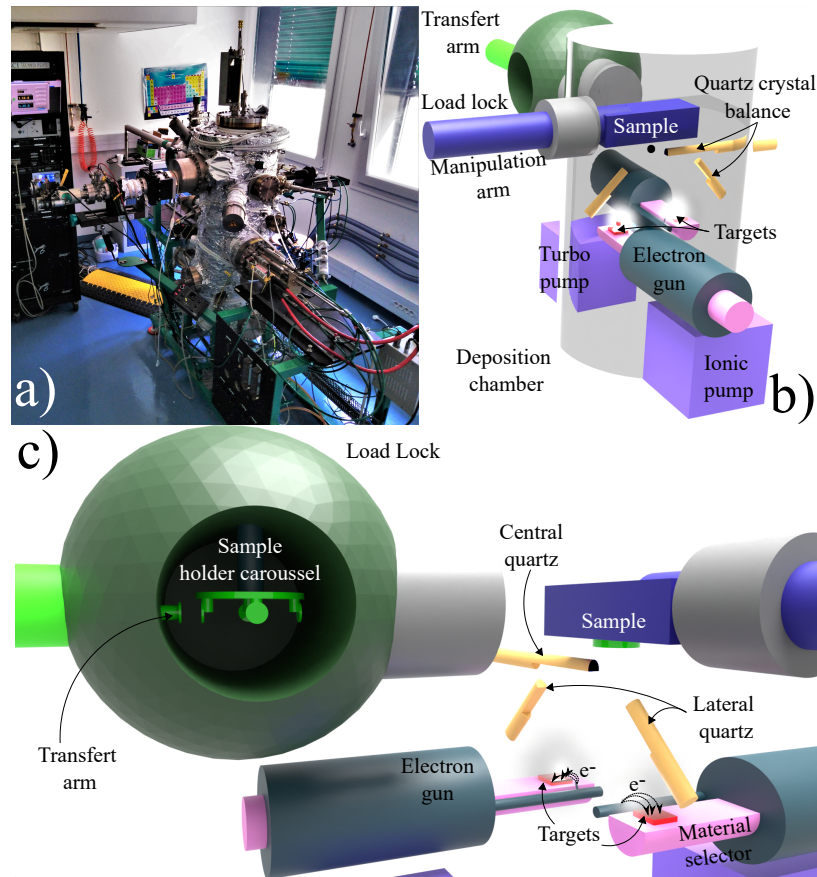 a)
Transfert
arm
Load lock
Manipulation
arm
Sample
Quartz crystal
balance
Targets
Turbo
pump
Electron
gun
Deposition
chamber
Ionic
pump
b)
c)
Load Lock
Sample
holder caroussel
Central
quartz
Sample
Transfert
arm
Lateral
quartz
Electron
gun
e-
e-
Targets
Material
selector